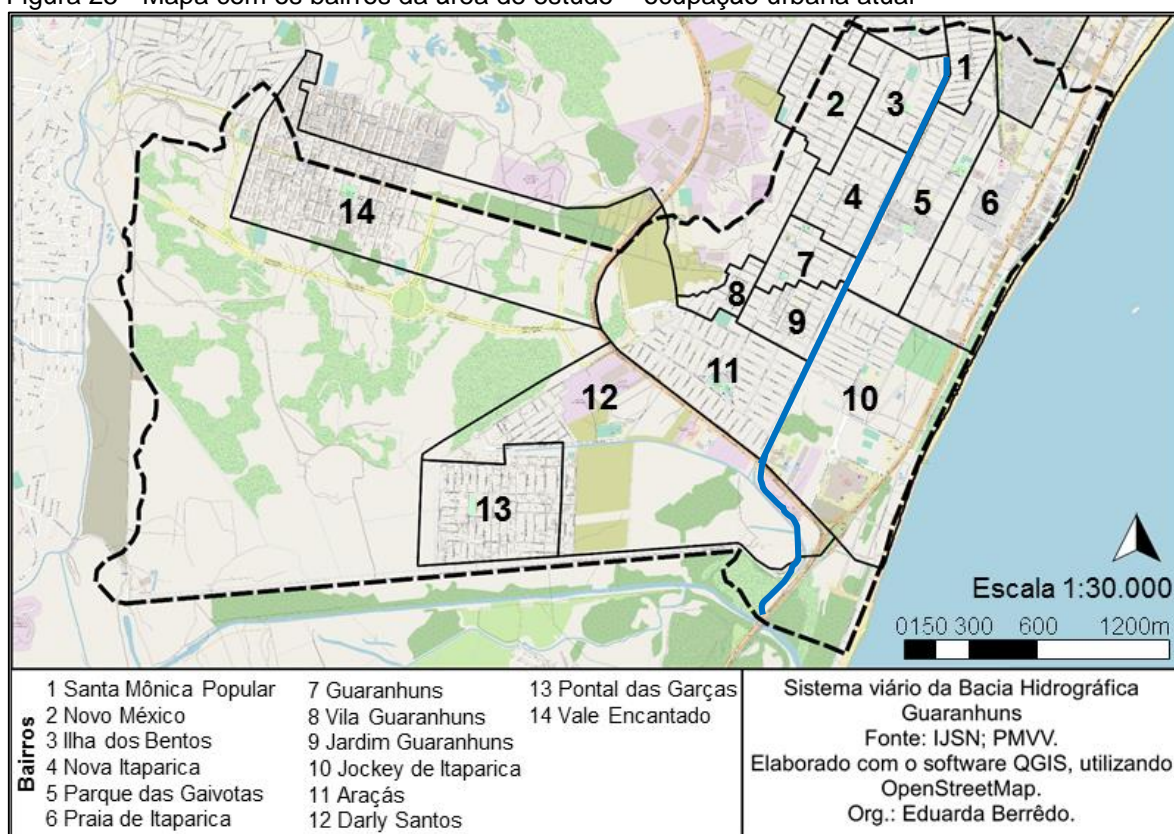 Figura 28 - Mapa com os bairros da área de estudo – ocupação urbana atual
1
2
3
4
5
6
14
7
8
9
11
12
10
13
Escala 1:30.000
0150 300 600 1200m
Bairros
1 Santa Mônica Popular
2 Novo México
3 Ilha dos Bentos
4 Nova Itaparica
5 Parque das Gaivotas
6 Praia de Itaparica
7 Guaranhuns
8 Vila Guaranhuns
9 Jardim Guaranhuns
10 Jockey de Itaparica
11 Araçás
12 Darly Santos
13 Pontal das Garças
14 Vale Encantado
Sistema viário da Bacia Hidrográfica
Guaranhuns
Fonte: IJSN; PMVV.
Elaborado com o software QGIS, utilizando
OpenStreetMap.
Org.: Eduarda Berrêdo.